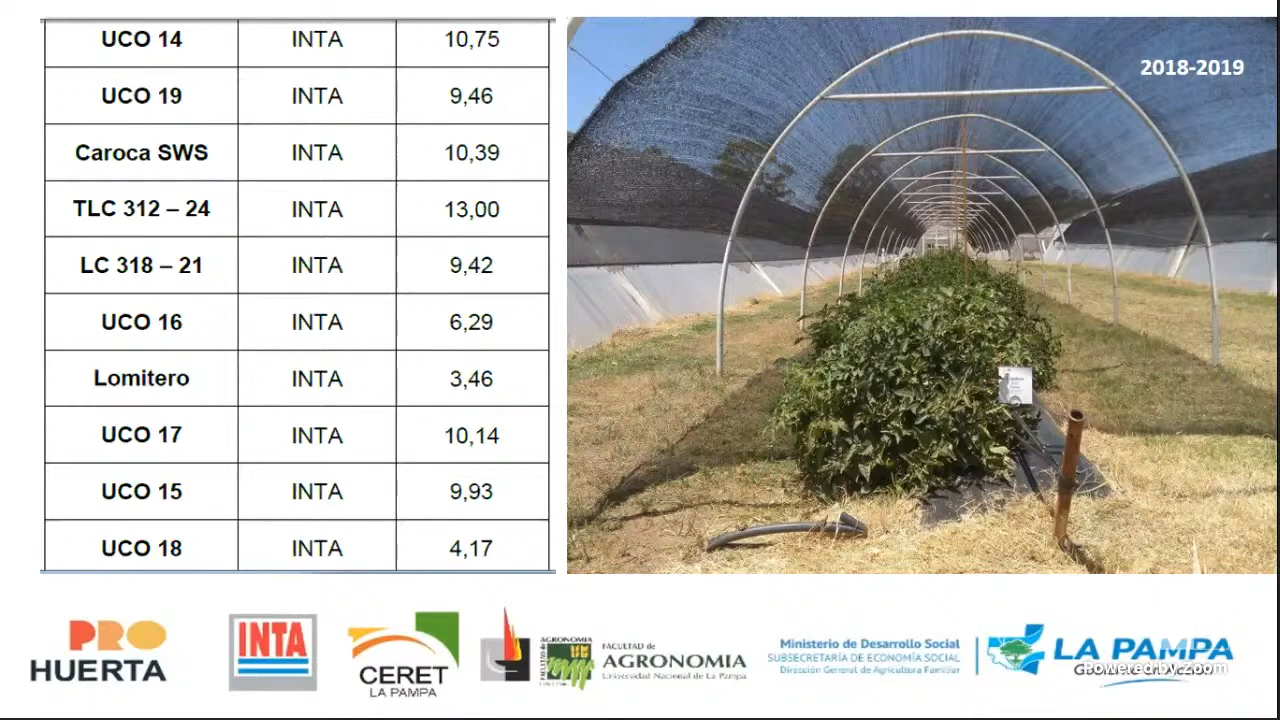 UCO 14 INTA 10,75
UCO 19 INTA 9,46
Caroca SWS INTA 10,39
TLC 312 – 24 INTA 13,00
LC 318 – 21 INTA 9,42
UCO 16 INTA 6,29
Lomitero INTA 3,46
UCO 17 INTA 10,14
UCO 15 INTA 9,93
UCO 18 INTA 4,17
2018-2019
PRO
HUERTA
INTA
CERET
LA PAMPA
AGRONOMIA
FACULTAD de
FACULTAD de
AGRONOMIA
Universidad Nacional de La Pampa
Ministerio de Desarrollo Social
SUBSECRETARÍA DE ECONOMÍA SOCIAL
Dirección General de Agricultura Familiar
LA PAMPA
Powered by zoom